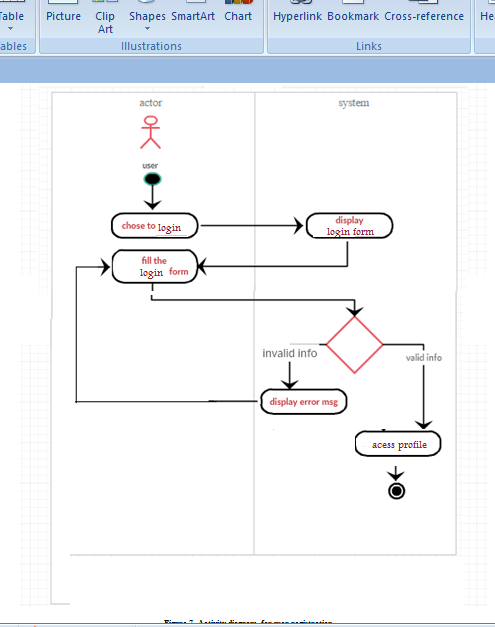 Table
Picture
Clip
Art
Shapes
SmartArt
Chart
Hyperlink
Bookmark
Cross-reference
Hea
ables
Illustrations
Links
actor
system
user
chose to login
display
login form
fill the
login form
invalid info
valid info
display error msg
acess profile